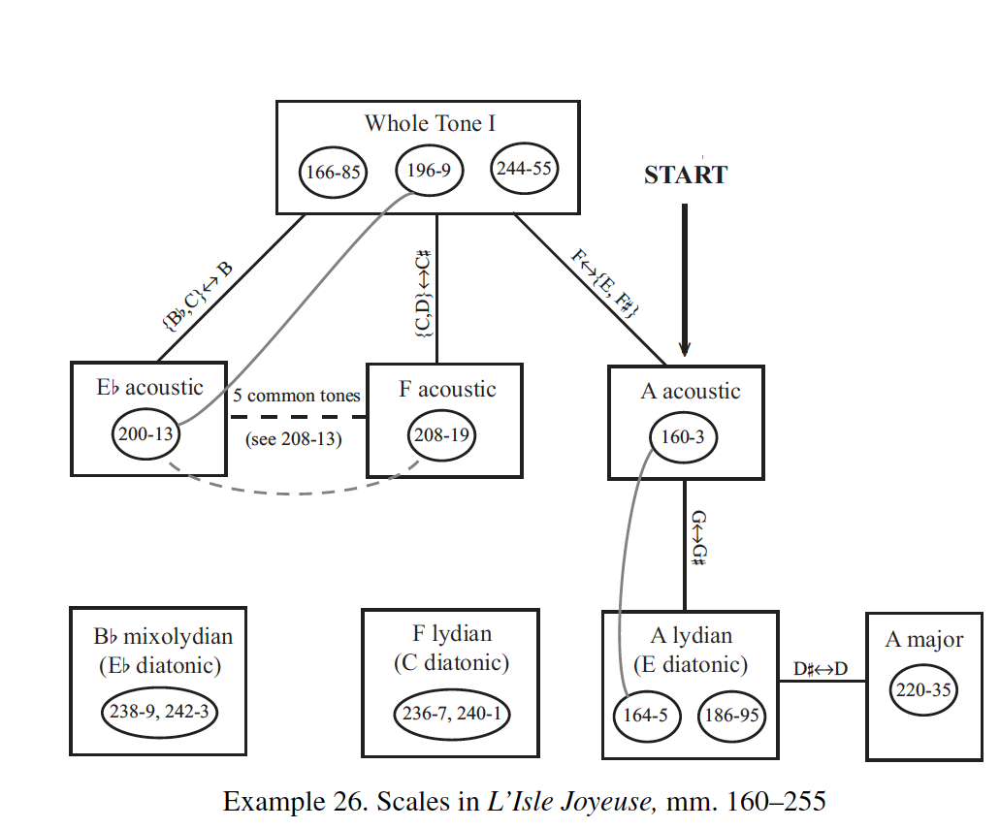 Whole Tone I
166-85
196-9
244-55
START
{B♭,C}↔B
{C,D}↔C♯
F↔{E, F♯}
E♭ acoustic
200-13
5 common tones
(see 208-13)
F acoustic
208-19
A acoustic
160-3
G↔G♯
B♭ mixolydian
(E♭ diatonic)
238-9, 242-3
F lydian
(C diatonic)
236-7, 240-1
A lydian
(E diatonic)
164-5
186-95
D♯↔D
A major
220-35
Example 26. Scales in L’Isle Joyeuse, mm. 160–255